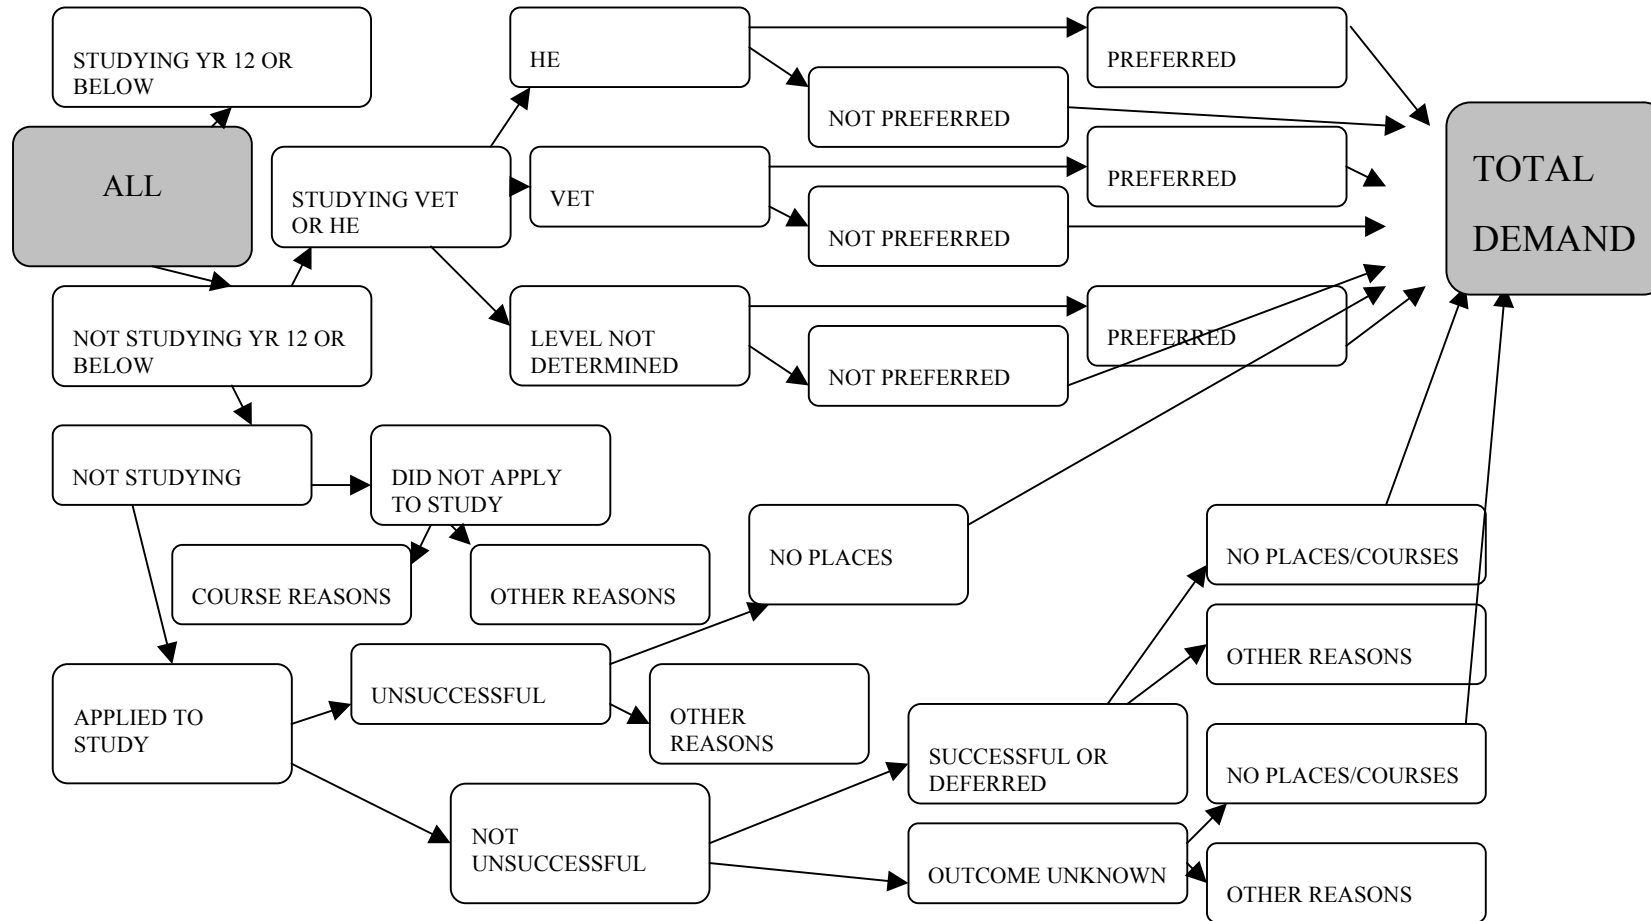 STUDYING YR 12 OR
BELOW
HE
PREFERRED
NOT PREFERRED
ALL
STUDYING VET
OR HE
VET
PREFERRED
NOT PREFERRED
TOTAL
DEMAND
NOT STUDYING YR 12 OR
BELOW
LEVEL NOT
DETERMINED
PREFERRED
NOT PREFERRED
NOT STUDYING
DID NOT APPLY
TO STUDY
COURSE REASONS
OTHER REASONS
NO PLACES
NO PLACES/COURSES
OTHER REASONS
APPLIED TO
STUDY
UNSUCCESSFUL
OTHER
REASONS
SUCCESSFUL OR
DEFERRED
NO PLACES/COURSES
NOT
UNSUCCESSFUL
OUTCOME UNKNOWN
OTHER REASONS